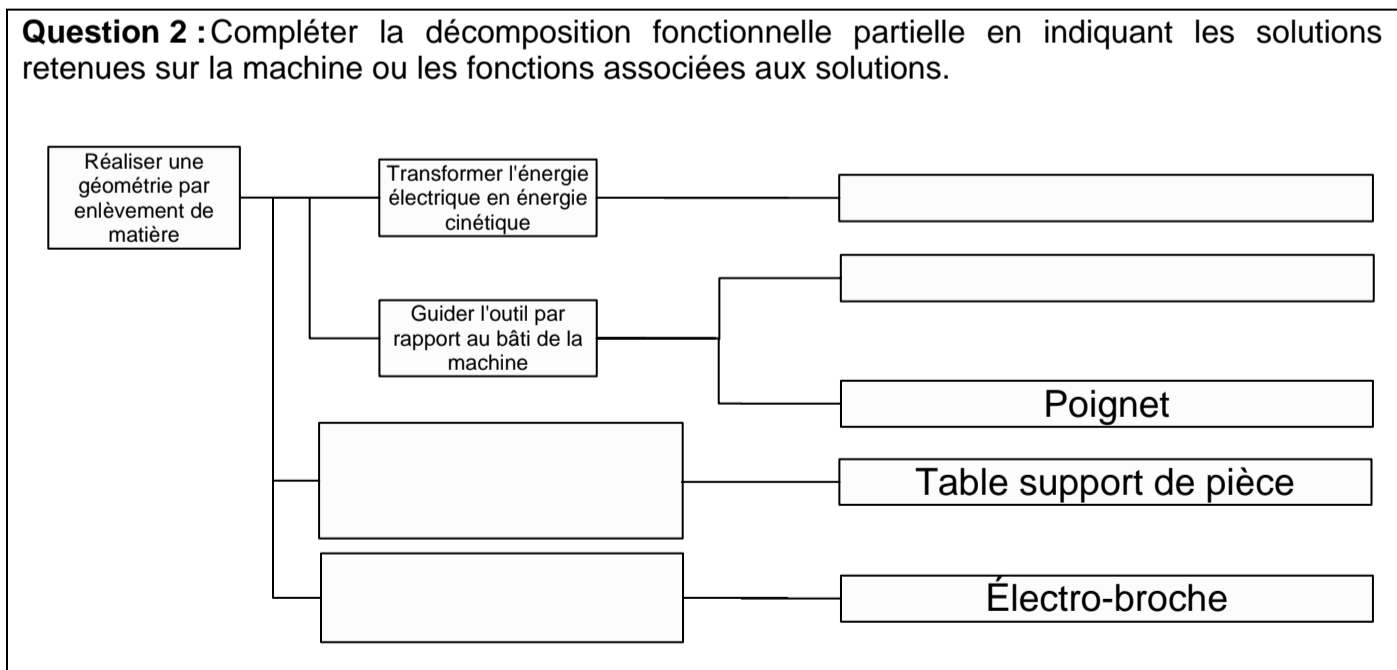 Question 2 : Compléter la décomposition fonctionnelle partielle en indiquant les solutions
retenues sur la machine ou les fonctions associées aux solutions.
Réaliser une
géométrie par
enlèvement de
matière
Transformer l'énergie
électrique en énergie
cinétique
Guider l'outil par
rapport au bâti de la
machine
Poignet
Table support de pièce
Électro-broche